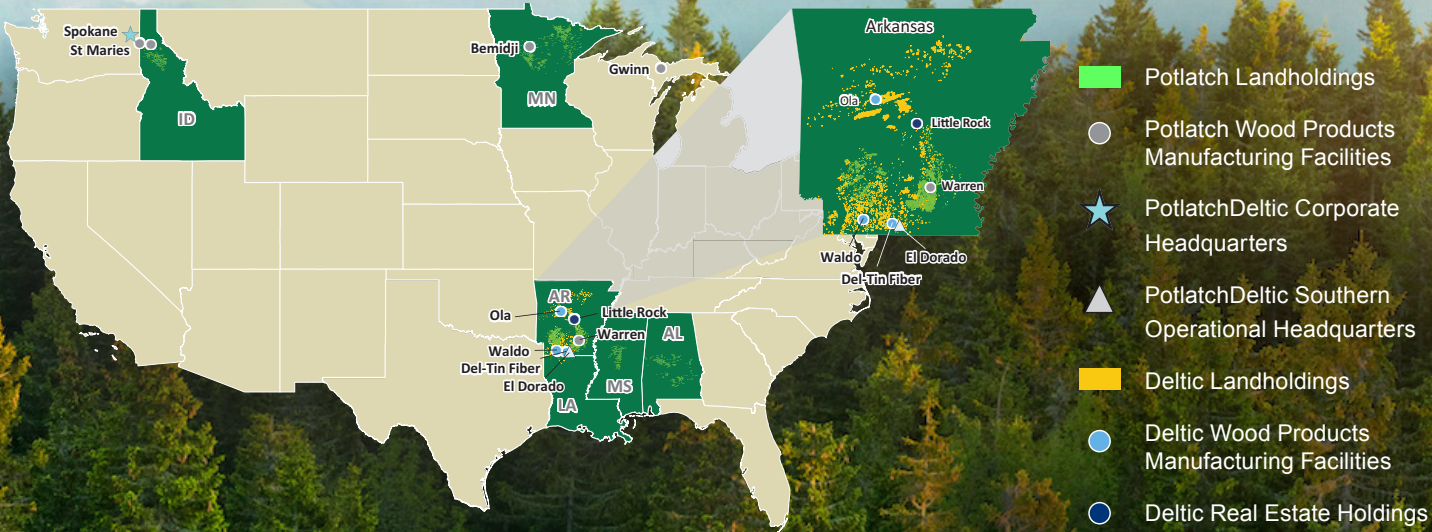 Spokane
St Maries
ID
Bemidji
MN
Gwinn
AR
Ola
Little Rock
Warren
Waldo
Del-Tin Fiber
El Dorado
LA
MS
AL
Arkansas
Ola
Little Rock
Warren
Waldo
El Dorado
Del-Tin Fiber
Potlatch Landholdings
Potlatch Wood Products
Manufacturing Facilities
PotlatchDeltic Corporate
Headquarters
PotlatchDeltic Southern
Operational Headquarters
Deltic Landholdings
Deltic Wood Products
Manufacturing Facilities
Deltic Real Estate Holdings